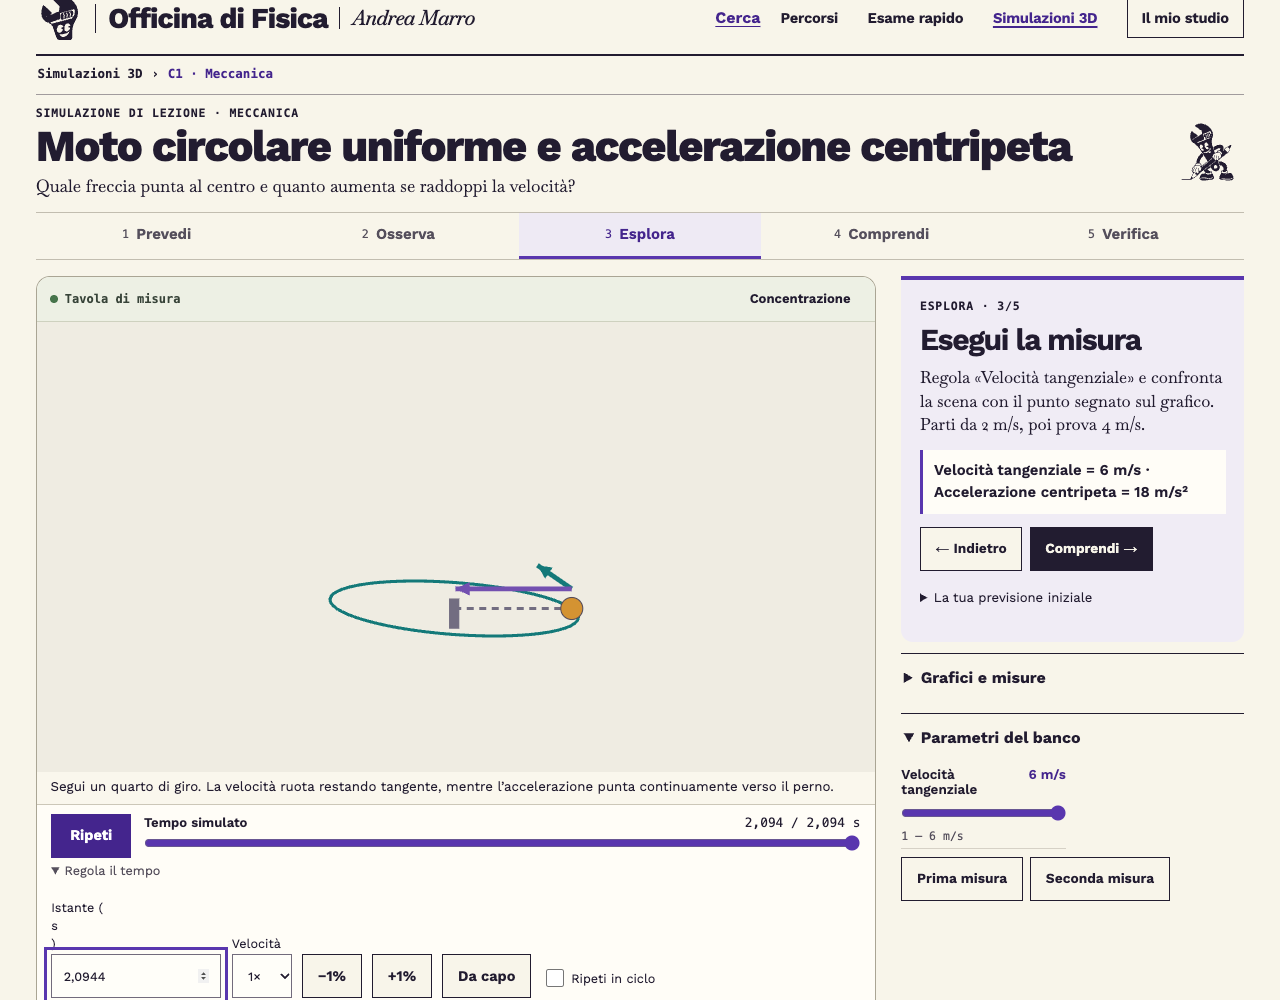 Officina di Fisica
Andrea Marro
Cerca
Percorsi
Esame rapido
Simulazioni 3D
Il mio studio
Simulazioni 3D › C1 · Meccanica
SIMULAZIONE DI LEZIONE · MECCANICA
Moto circolare uniforme e accelerazione centripeta
Quale freccia punta al centro e quanto aumenta se raddoppi la velocità?
1 Prevedi
2 Osserva
3 Esplora
4 Comprendi
5 Verifica
Tavola di misura
Concentrazione
Segui un quarto di giro. La velocità ruota restando tangente, mentre l’accelerazione punta continuamente verso il perno.
Ripeti
Tempo simulato
2,094 / 2,094 s
▼ Regola il tempo
Istante (
s
)
2,0944
Velocità
1×
−1%
+1%
Da capo
Ripeti in ciclo
ESPLORA · 3/5
Esegui la misura
Regola «Velocità tangenziale» e confronta
la scena con il punto segnato sul grafico.
Parti da 2 m/s, poi prova 4 m/s.
Velocità tangenziale = 6 m/s ·
Accelerazione centripeta = 18 m/s²
← Indietro
Comprendi →
▶ La tua previsione iniziale
▶ Grafici e misure
▼ Parametri del banco
Velocità
tangenziale
6 m/s
1 – 6 m/s
Prima misura
Seconda misura